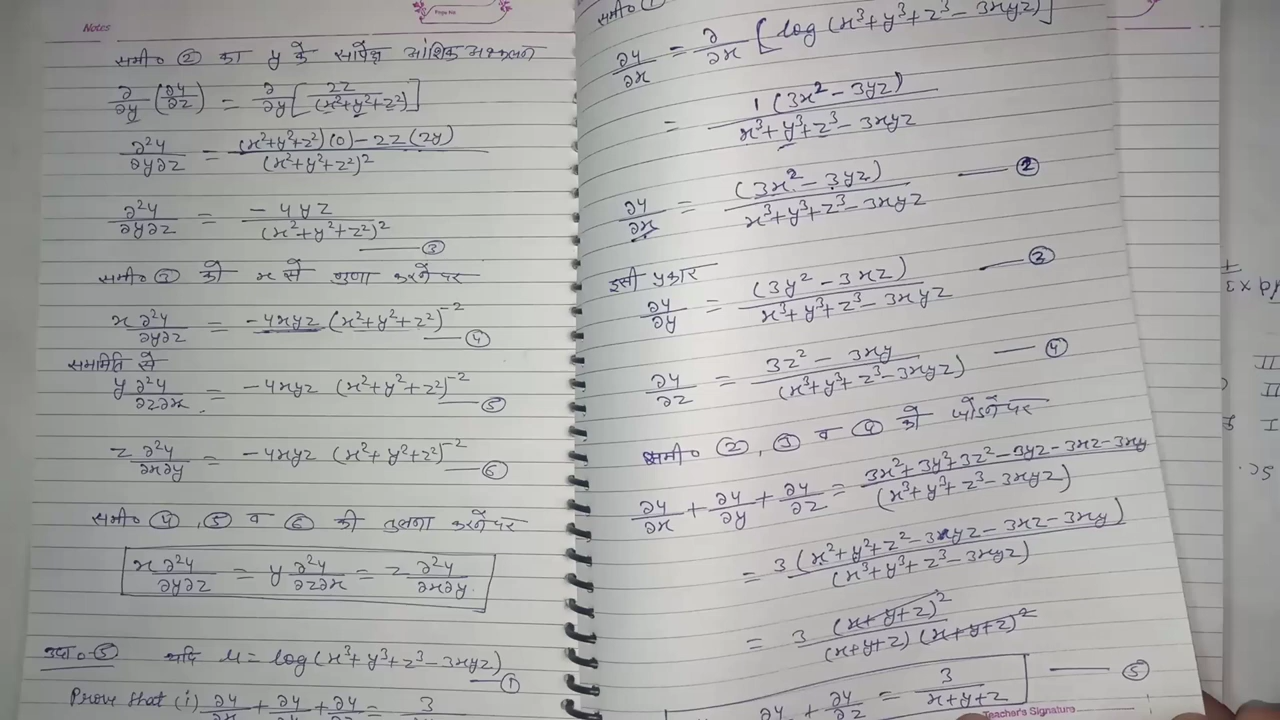 Notes
Page No.
समी० ② का y के सापेक्ष आंशिक अवकलन
∂/∂y (∂u/∂z) = ∂/∂y [2z/(x²+y²+z²)]
∂²u/∂y∂z = (x²+y²+z²)(0) - 2z(2y) / (x²+y²+z²)²
∂²u/∂y∂z = -4yz / (x²+y²+z²)² — ③
समी० ③ को x से गुणा करने पर
x ∂²u/∂y∂z = -4xyz (x²+y²+z²)⁻² — ④
सममिति से
y ∂²u/∂z∂x = -4xyz (x²+y²+z²)⁻² — ⑤
z ∂²u/∂x∂y = -4xyz (x²+y²+z²)⁻² — ⑥
समी० ④, ⑤ व ⑥ की तुलना करने पर
x ∂²u/∂y∂z = y ∂²u/∂z∂x = z ∂²u/∂x∂y
यदि u = log(x³+y³+z³-3xyz) — ①
Prove that (i) ∂u/∂x + ∂u/∂y + ∂u/∂z = 3
समी० ①
∂u/∂x = ∂/∂x [log(x³+y³+z³-3xyz)]
= 1(3x²-3yz) / x³+y³+z³-3xyz
∂u/∂x = (3x²-3yz) / x³+y³+z³-3xyz — ②
इसी प्रकार
∂u/∂y = (3y²-3xz) / x³+y³+z³-3xyz — ③
∂u/∂z = 3z²-3xy / (x³+y³+z³-3xyz) — ④
समी० ②, ③ व ④ को जोड़ने पर
∂u/∂x + ∂u/∂y + ∂u/∂z = 3x²+3y²+3z²-3yz-3xz-3xy / (x³+y³+z³-3xyz)
= 3(x²+y²+z²-3xyz-3xz-3xy) / (x³+y³+z³-3xyz)
= 3 (x+y+z)² / (x+y+z)(x+y+z)²
∂u + ∂u/∂z = 3 / x+y+z — ⑤
Teacher's Signature